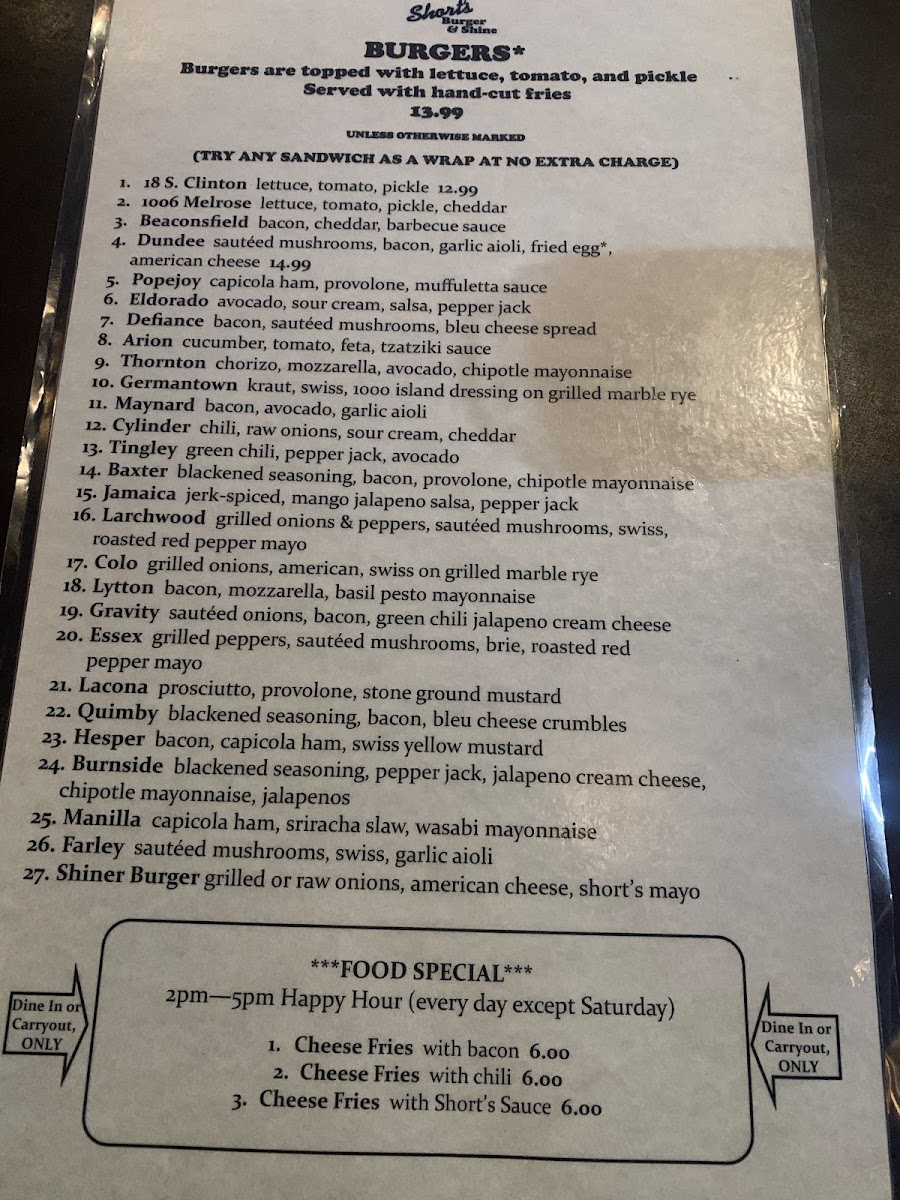 Short's
Burger
& Shine
BURGERS*
Burgers are topped with lettuce, tomato, and pickle
Served with hand-cut fries
13.99
UNLESS OTHERWISE MARKED
(TRY ANY SANDWICH AS A WRAP AT NO EXTRA CHARGE)
1. 18 S. Clinton lettuce, tomato, pickle 12.99
2. 1006 Melrose lettuce, tomato, pickle, cheddar
3. Beaconsfield bacon, cheddar, barbecue sauce
4. Dundee sautéed mushrooms, bacon, garlic aioli, fried egg*,
american cheese 14.99
5. Popejoy capicola ham, provolone, muffuletta sauce
6. Eldorado avocado, sour cream, salsa, pepper jack
7. Defiance bacon, sautéed mushrooms, bleu cheese spread
8. Arion cucumber, tomato, feta, tzatziki sauce
9. Thornton chorizo, mozzarella, avocado, chipotle mayonnaise
10. Germantown kraut, swiss, 1000 island dressing on grilled marble rye
11. Maynard bacon, avocado, garlic aioli
12. Cylinder chili, raw onions, sour cream, cheddar
13. Tingley green chili, pepper jack, avocado
14. Baxter blackened seasoning, bacon, provolone, chipotle mayonnaise
15. Jamaica jerk-spiced, mango jalapeno salsa, pepper jack
16. Larchwood grilled onions & peppers, sautéed mushrooms, swiss,
roasted red pepper mayo
17. Colo grilled onions, american, swiss on grilled marble rye
18. Lytton bacon, mozzarella, basil pesto mayonnaise
19. Gravity sautéed onions, bacon, green chili jalapeno cream cheese
20. Essex grilled peppers, sautéed mushrooms, brie, roasted red
pepper mayo
21. Lacona prosciutto, provolone, stone ground mustard
22. Quimby blackened seasoning, bacon, bleu cheese crumbles
23. Hesper bacon, capicola ham, swiss yellow mustard
24. Burnside blackened seasoning, pepper jack, jalapeno cream cheese,
chipotle mayonnaise, jalapenos
25. Manilla capicola ham, sriracha slaw, wasabi mayonnaise
26. Farley sautéed mushrooms, swiss, garlic aioli
27. Shiner Burger grilled or raw onions, american cheese, short's mayo
***FOOD SPECIAL***
2pm—5pm Happy Hour (every day except Saturday)
1. Cheese Fries with bacon 6.00
2. Cheese Fries with chili 6.00
3. Cheese Fries with Short's Sauce 6.00
Dine In or
Carryout,
ONLY
Dine In or
Carryout,
ONLY